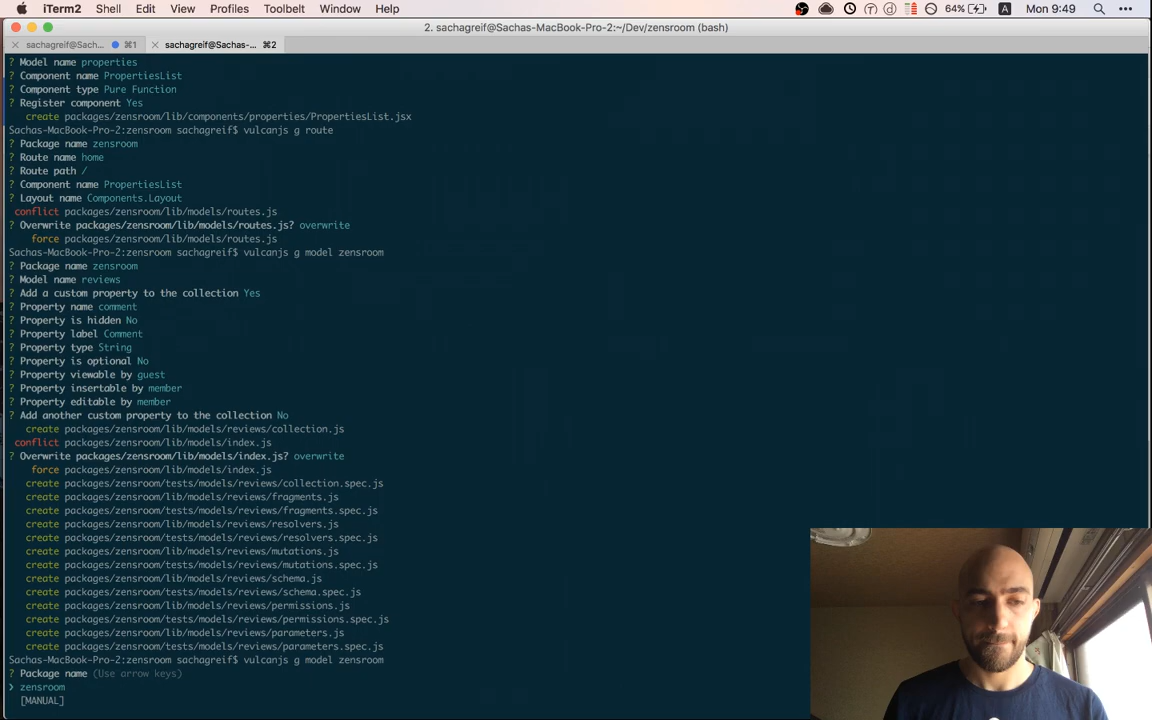 iTerm2 Shell Edit View Profiles Toolbelt Window Help 64% A Mon 9:49
2. sachagreif@Sachas-MacBook-Pro-2:~/Dev/zensroom (bash)
sachagreif@Sach... ⌘1 sachagreif@Sachas-... ⌘2
? Model name properties
? Component name PropertiesList
? Component type Pure Function
? Register component Yes
create packages/zensroom/lib/components/properties/PropertiesList.jsx
Sachas-MacBook-Pro-2:zensroom sachagreif$ vulcanjs g route
? Package name zensroom
? Route name home
? Route path /
? Component name PropertiesList
? Layout name Components.Layout
conflict packages/zensroom/lib/models/routes.js
? Overwrite packages/zensroom/lib/models/routes.js? overwrite
force packages/zensroom/lib/models/routes.js
Sachas-MacBook-Pro-2:zensroom sachagreif$ vulcanjs g model zensroom
? Package name zensroom
? Model name reviews
? Add a custom property to the collection Yes
? Property name comment
? Property is hidden No
? Property label Comment
? Property type String
? Property is optional No
? Property viewable by guest
? Property insertable by member
? Property editable by member
? Add another custom property to the collection No
create packages/zensroom/lib/models/reviews/collection.js
conflict packages/zensroom/lib/models/index.js
? Overwrite packages/zensroom/lib/models/index.js? overwrite
force packages/zensroom/lib/models/index.js
create packages/zensroom/tests/models/reviews/collection.spec.js
create packages/zensroom/lib/models/reviews/fragments.js
create packages/zensroom/tests/models/reviews/fragments.spec.js
create packages/zensroom/lib/models/reviews/resolvers.js
create packages/zensroom/tests/models/reviews/resolvers.spec.js
create packages/zensroom/lib/models/reviews/mutations.js
create packages/zensroom/tests/models/reviews/mutations.spec.js
create packages/zensroom/lib/models/reviews/schema.js
create packages/zensroom/tests/models/reviews/schema.spec.js
create packages/zensroom/lib/models/reviews/permissions.js
create packages/zensroom/tests/models/reviews/permissions.spec.js
create packages/zensroom/lib/models/reviews/parameters.js
create packages/zensroom/tests/models/reviews/parameters.spec.js
Sachas-MacBook-Pro-2:zensroom sachagreif$ vulcanjs g model zensroom
? Package name (Use arrow keys)
❯ zensroom
[MANUAL]